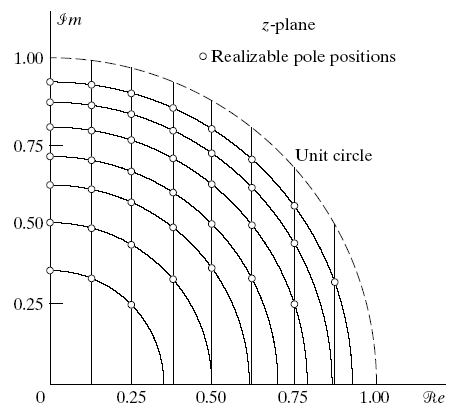 ℐm
z-plane
Realizable pole positions
1.00
Unit circle
0.75
0.50
0.25
0 0.25 0.50 0.75 1.00 ℛe